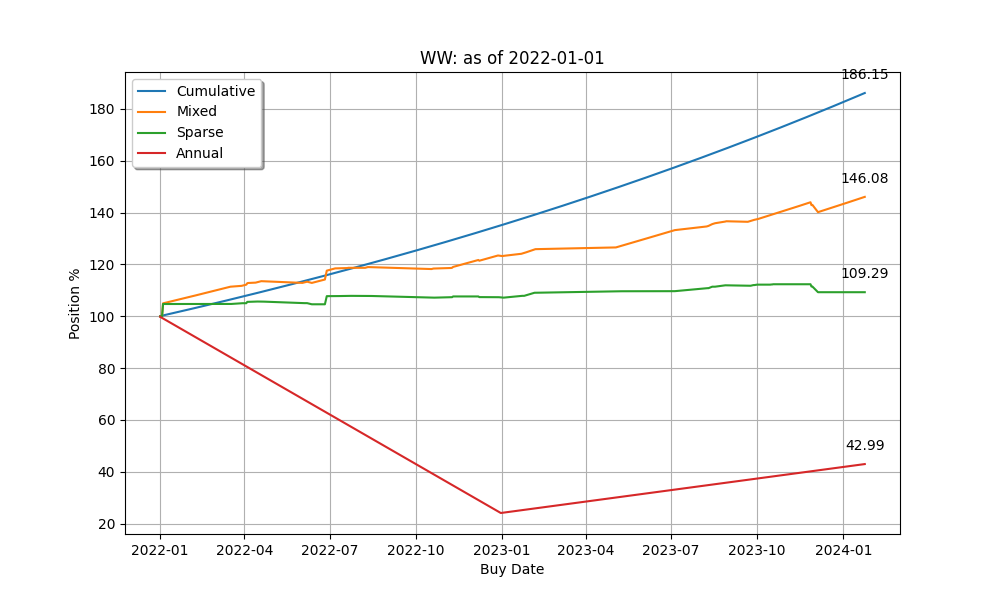 WW: as of 2022-01-01
Cumulative
Mixed
Sparse
Annual
186.15
146.08
109.29
42.99
Position %
180
160
140
120
100
80
60
40
20
2022-01 2022-04 2022-07 2022-10 2023-01 2023-04 2023-07 2023-10 2024-01
Buy Date